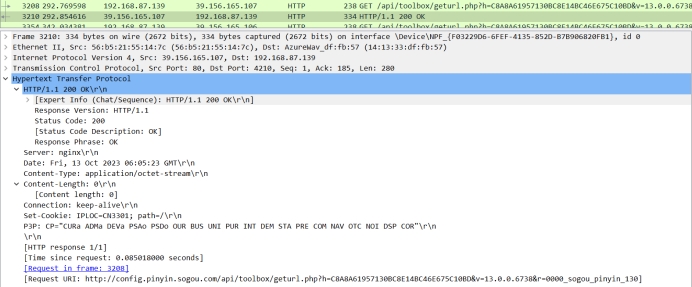 3208 292.769598 192.168.87.139 39.156.165.107 HTTP 238 GET /api/toolbox/geturl.php?h=C8A8A61957130BC8E14BC46E675C10BD&v=13.0.0.6738
3210 292.854616 39.156.165.107 192.168.87.139 HTTP 334 HTTP/1.1 200 OK
Frame 3210: 334 bytes on wire (2672 bits), 334 bytes captured (2672 bits) on interface \Device\NPF_{F03229D6-6FEF-4135-852D-B7B906820FB1}, id 0
Ethernet II, Src: 56:b5:21:55:14:7c (56:b5:21:55:14:7c), Dst: AzureWav_df:fb:57 (14:13:33:df:fb:57)
Internet Protocol Version 4, Src: 39.156.165.107, Dst: 192.168.87.139
Transmission Control Protocol, Src Port: 80, Dst Port: 4210, Seq: 1, Ack: 185, Len: 280
Hypertext Transfer Protocol
HTTP/1.1 200 OK\r\n
[Expert Info (Chat/Sequence): HTTP/1.1 200 OK\r\n]
Response Version: HTTP/1.1
Status Code: 200
[Status Code Description: OK]
Response Phrase: OK
Server: nginx\r\n
Date: Fri, 13 Oct 2023 06:05:23 GMT\r\n
Content-Type: application/octet-stream\r\n
Content-Length: 0\r\n
[Content length: 0]
Connection: keep-alive\r\n
Set-Cookie: IPLOC=CN3301; path=/\r\n
P3P: CP="CURa ADMa DEVa PSAo PSDo OUR BUS UNI PUR INT DEM STA PRE COM NAV OTC NOI DSP COR"\r\n
\r\n
[HTTP response 1/1]
[Time since request: 0.085018000 seconds]
[Request in frame: 3208]
[Request URI: http://config.pinyin.sogou.com/api/toolbox/geturl.php?h=C8A8A61957130BC8E14BC46E675C10BD&v=13.0.0.6738&r=0000_sogou_pinyin_130]